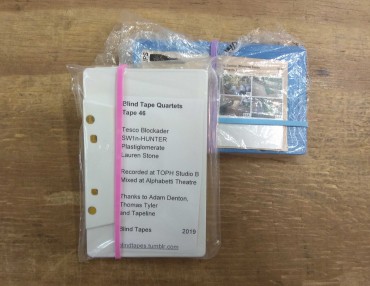 Blind Tape Quartets
Tape 46
Tesco Blockader
SW1n-HUNTER
Plastiglomerate
Lauren Stone
Recorded at TOPH Studio B
Mixed at Alphabetti Theatre
Thanks to Adam Denton,
Thomas Tyler
and Tapeline
Blind Tapes 2019
blindtapes.tumblr.com